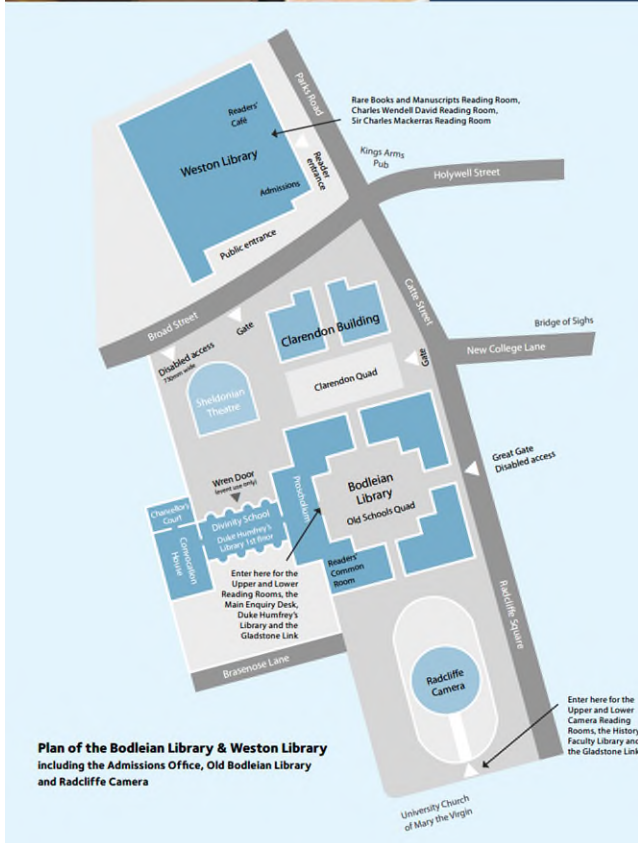 Parks Road
Rare Books and Manuscripts Reading Room,
Charles Wendell David Reading Room,
Sir Charles Mackerras Reading Room
Readers'
Café
Weston Library
Reader
entrance
Kings Arms
Pub
Holywell Street
Admissions
Public entrance
Broad Street
Gate
Clarendon Building
Catte Street
Bridge of Sighs
New College Lane
Disabled access
730mm wide
Gate
Clarendon Quad
Sheldonian
Theatre
Great Gate
Disabled access
Wren Door
(event use only)
Proscholium
Bodleian
Library
Old Schools Quad
Chancellor's
Court
Divinity School
Duke Humfrey's
Library 1st floor
Convocation
House
Readers'
Common
Room
Enter here for the
Upper and Lower
Reading Rooms, the
Main Enquiry Desk,
Duke Humfrey's
Library and the
Gladstone Link
Radcliffe Square
Brasenose Lane
Radcliffe
Camera
Enter here for the
Upper and Lower
Camera Reading
Rooms, the History
Faculty Library and
the Gladstone Link
Plan of the Bodleian Library & Weston Library
including the Admissions Office, Old Bodleian Library
and Radcliffe Camera
University Church
of Mary the Virgin